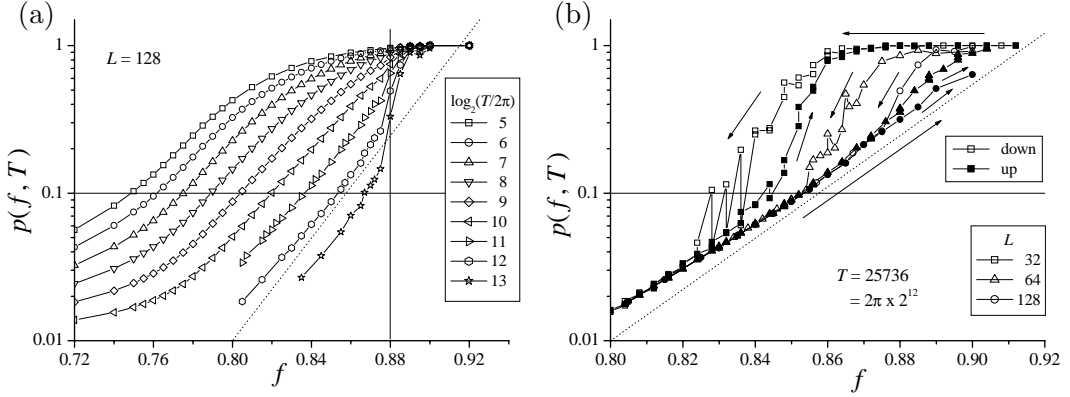 (a)
L = 128
p(f, T)
1
0.1
0.01
log2(T/2π)
5
6
7
8
9
10
11
12
13
0.72 0.76 0.80 0.84 0.88 0.92
f
(b)
p(f, T)
1
0.1
0.01
down
up
T = 25736
= 2π x 2¹²
L
32
64
128
0.80 0.82 0.84 0.86 0.88 0.90 0.92
f